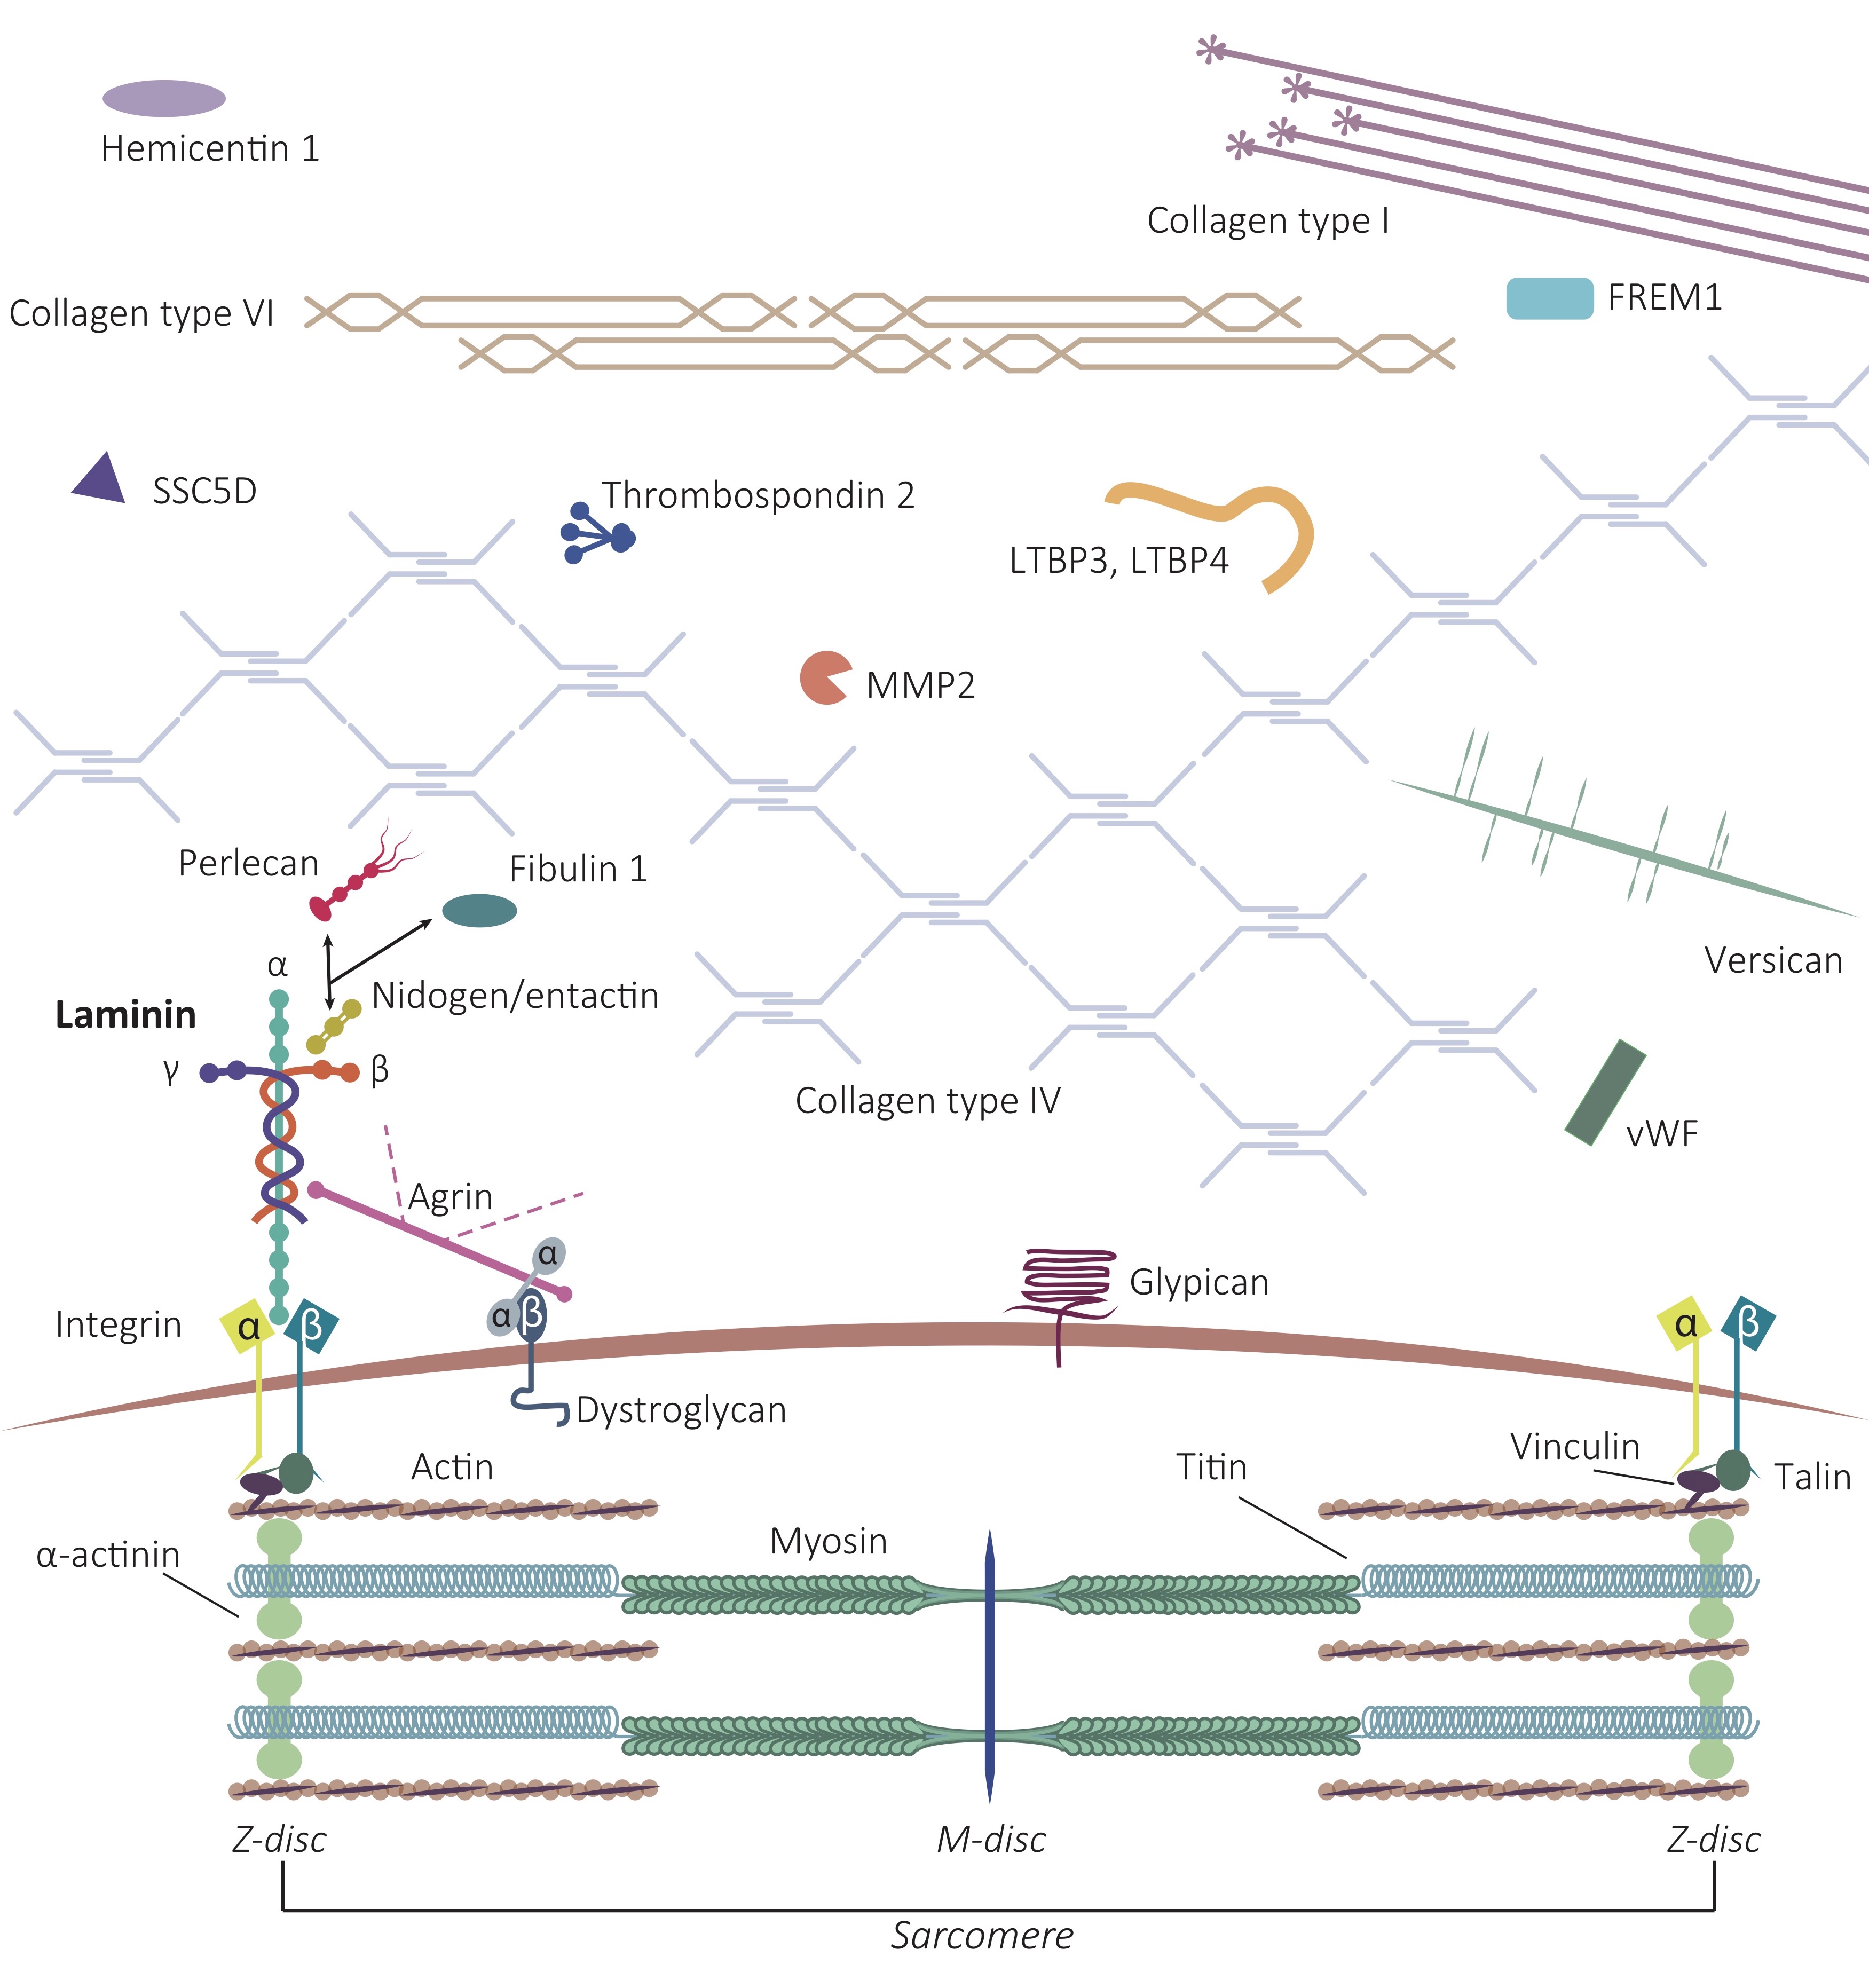 Hemicentin 1
Collagen type I
Collagen type VI
FREM1
SSC5D
Thrombospondin 2
LTBP3, LTBP4
MMP2
Perlecan
Fibulin 1
Versican
α
Nidogen/entactin
Laminin
γ
β
Collagen type IV
vWF
Agrin
α
Glypican
Integrin
α
β
α
β
α
β
Dystroglycan
Actin
Titin
Vinculin
Talin
α-actinin
Myosin
Z-disc
M-disc
Z-disc
Sarcomere